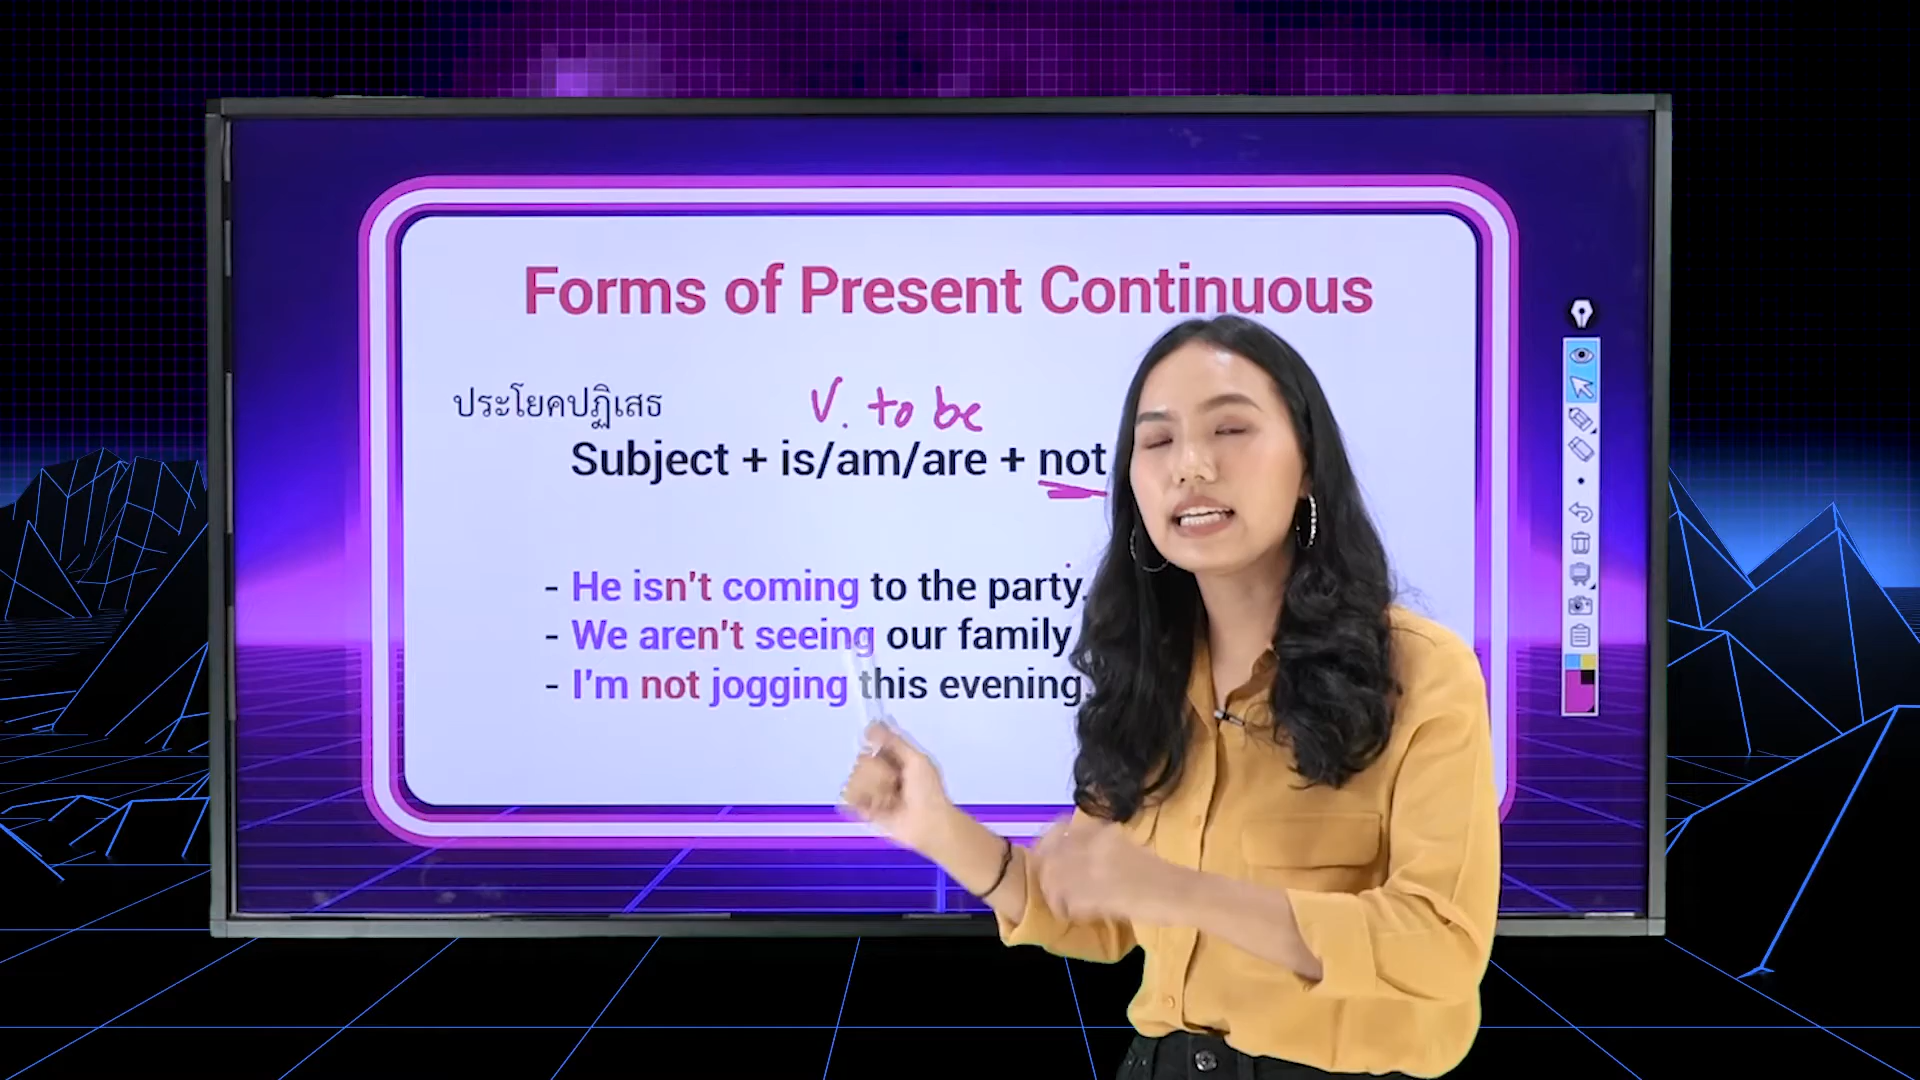 Forms of Present Continuous
ประโยคปฏิเสธ
V. to be
Subject + is/am/are + not
- He isn't coming to the party.
- We aren't seeing our family
- I'm not jogging this evening.